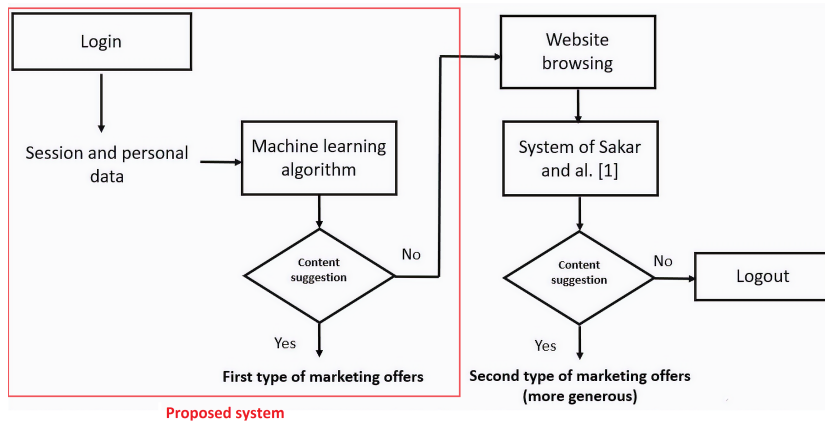 Login
Session and personal
data
Machine learning
algorithm
Content
suggestion
No
Yes
First type of marketing offers
Proposed system
Website
browsing
System of Sakar
and al. [1]
Content
suggestion
No
Logout
Yes
Second type of marketing offers
(more generous)